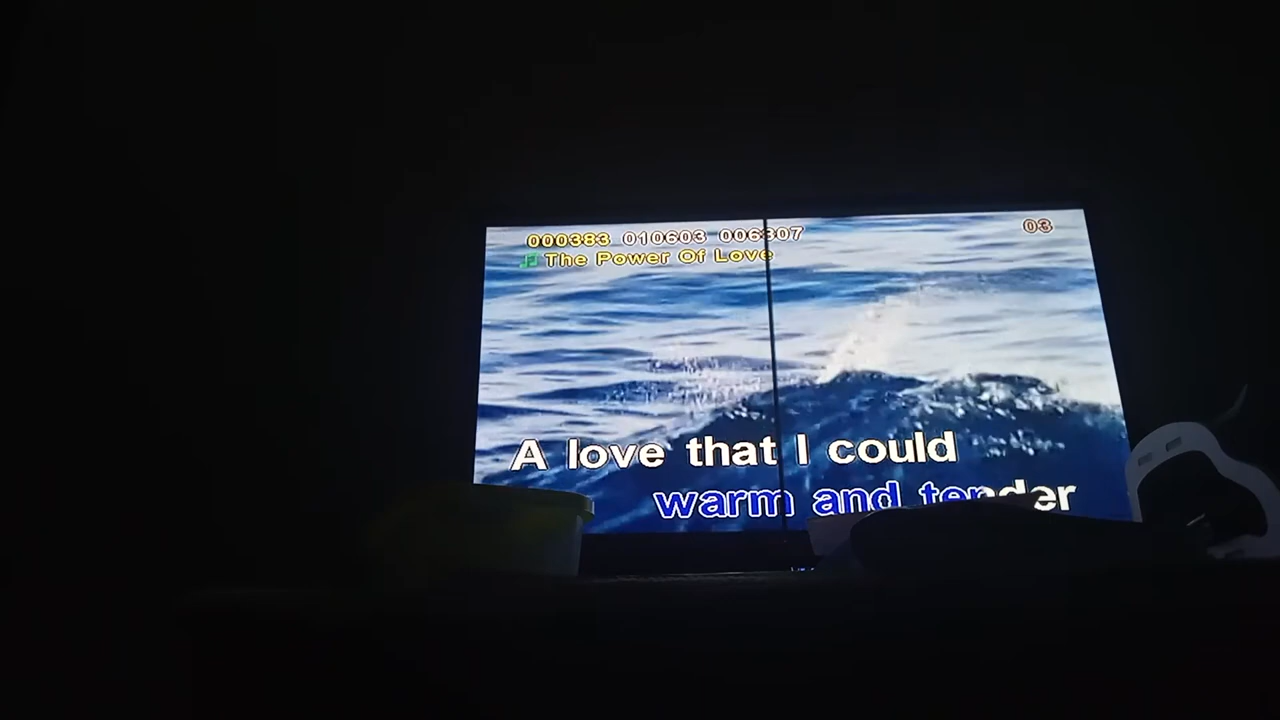 000383 010603 006307 03
The Power Of Love
A love that I could
warm and tender